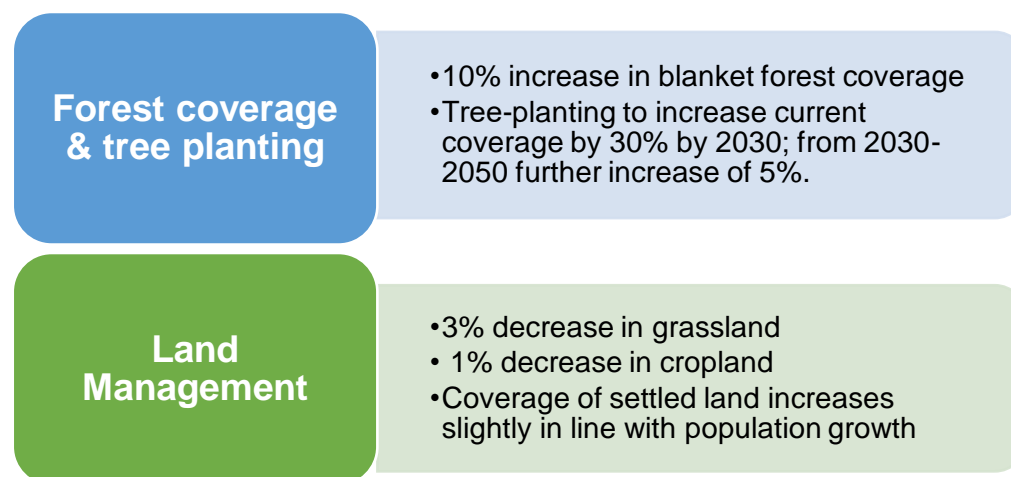 Forest coverage
& tree planting
•10% increase in blanket forest coverage
•Tree-planting to increase current
coverage by 30% by 2030; from 2030-
2050 further increase of 5%.
Land
Management
•3% decrease in grassland
• 1% decrease in cropland
•Coverage of settled land increases
slightly in line with population growth